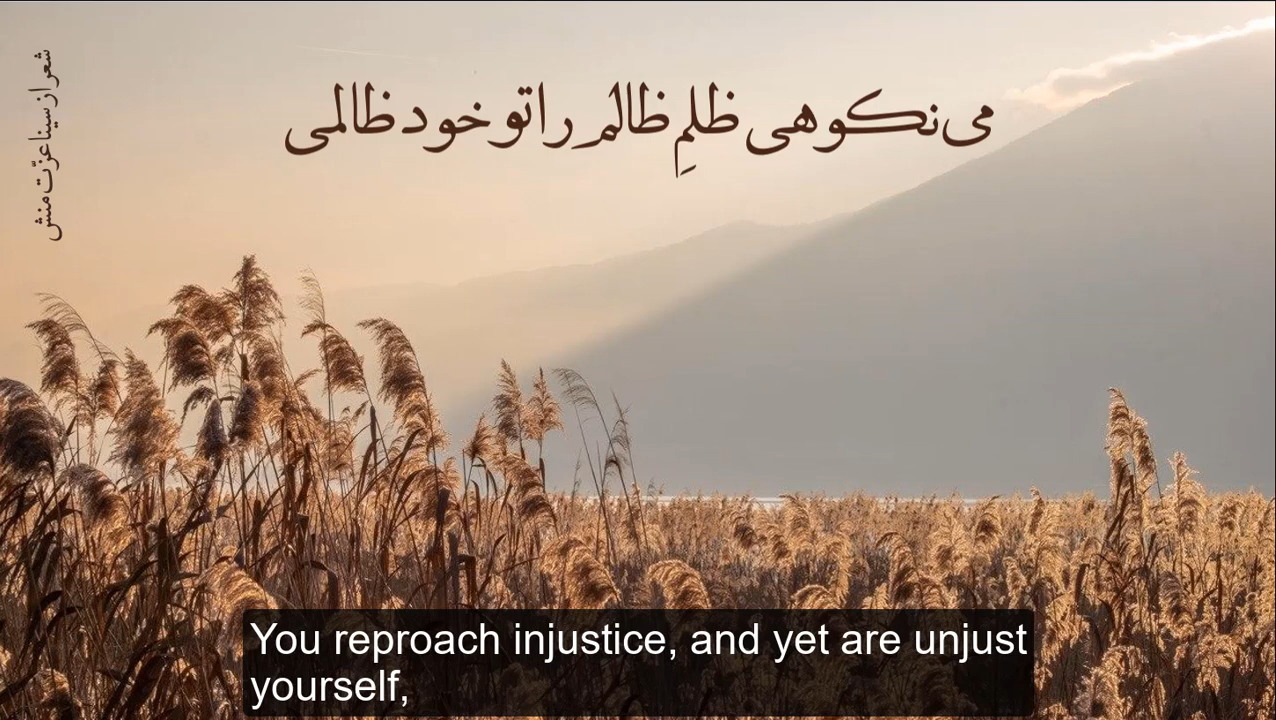 می‌نکوهی ظلمِ ظالم را تو خود ظالمی
شعر از سینا عزّت‌منش
You reproach injustice, and yet are unjust
yourself,